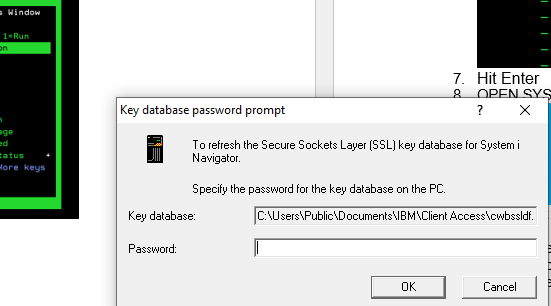 s Window
1=Run
on
n
age
ed
tatus +
More keys
7. Hit Enter
8. OPEN SYS
Key database password prompt
? ×
To refresh the Secure Sockets Layer (SSL) key database for System i
Navigator.
Specify the password for the key database on the PC.
Key database:
C:\Users\Public\Documents\IBM\Client Access\cwbssldf.
Password:
OK
Cancel